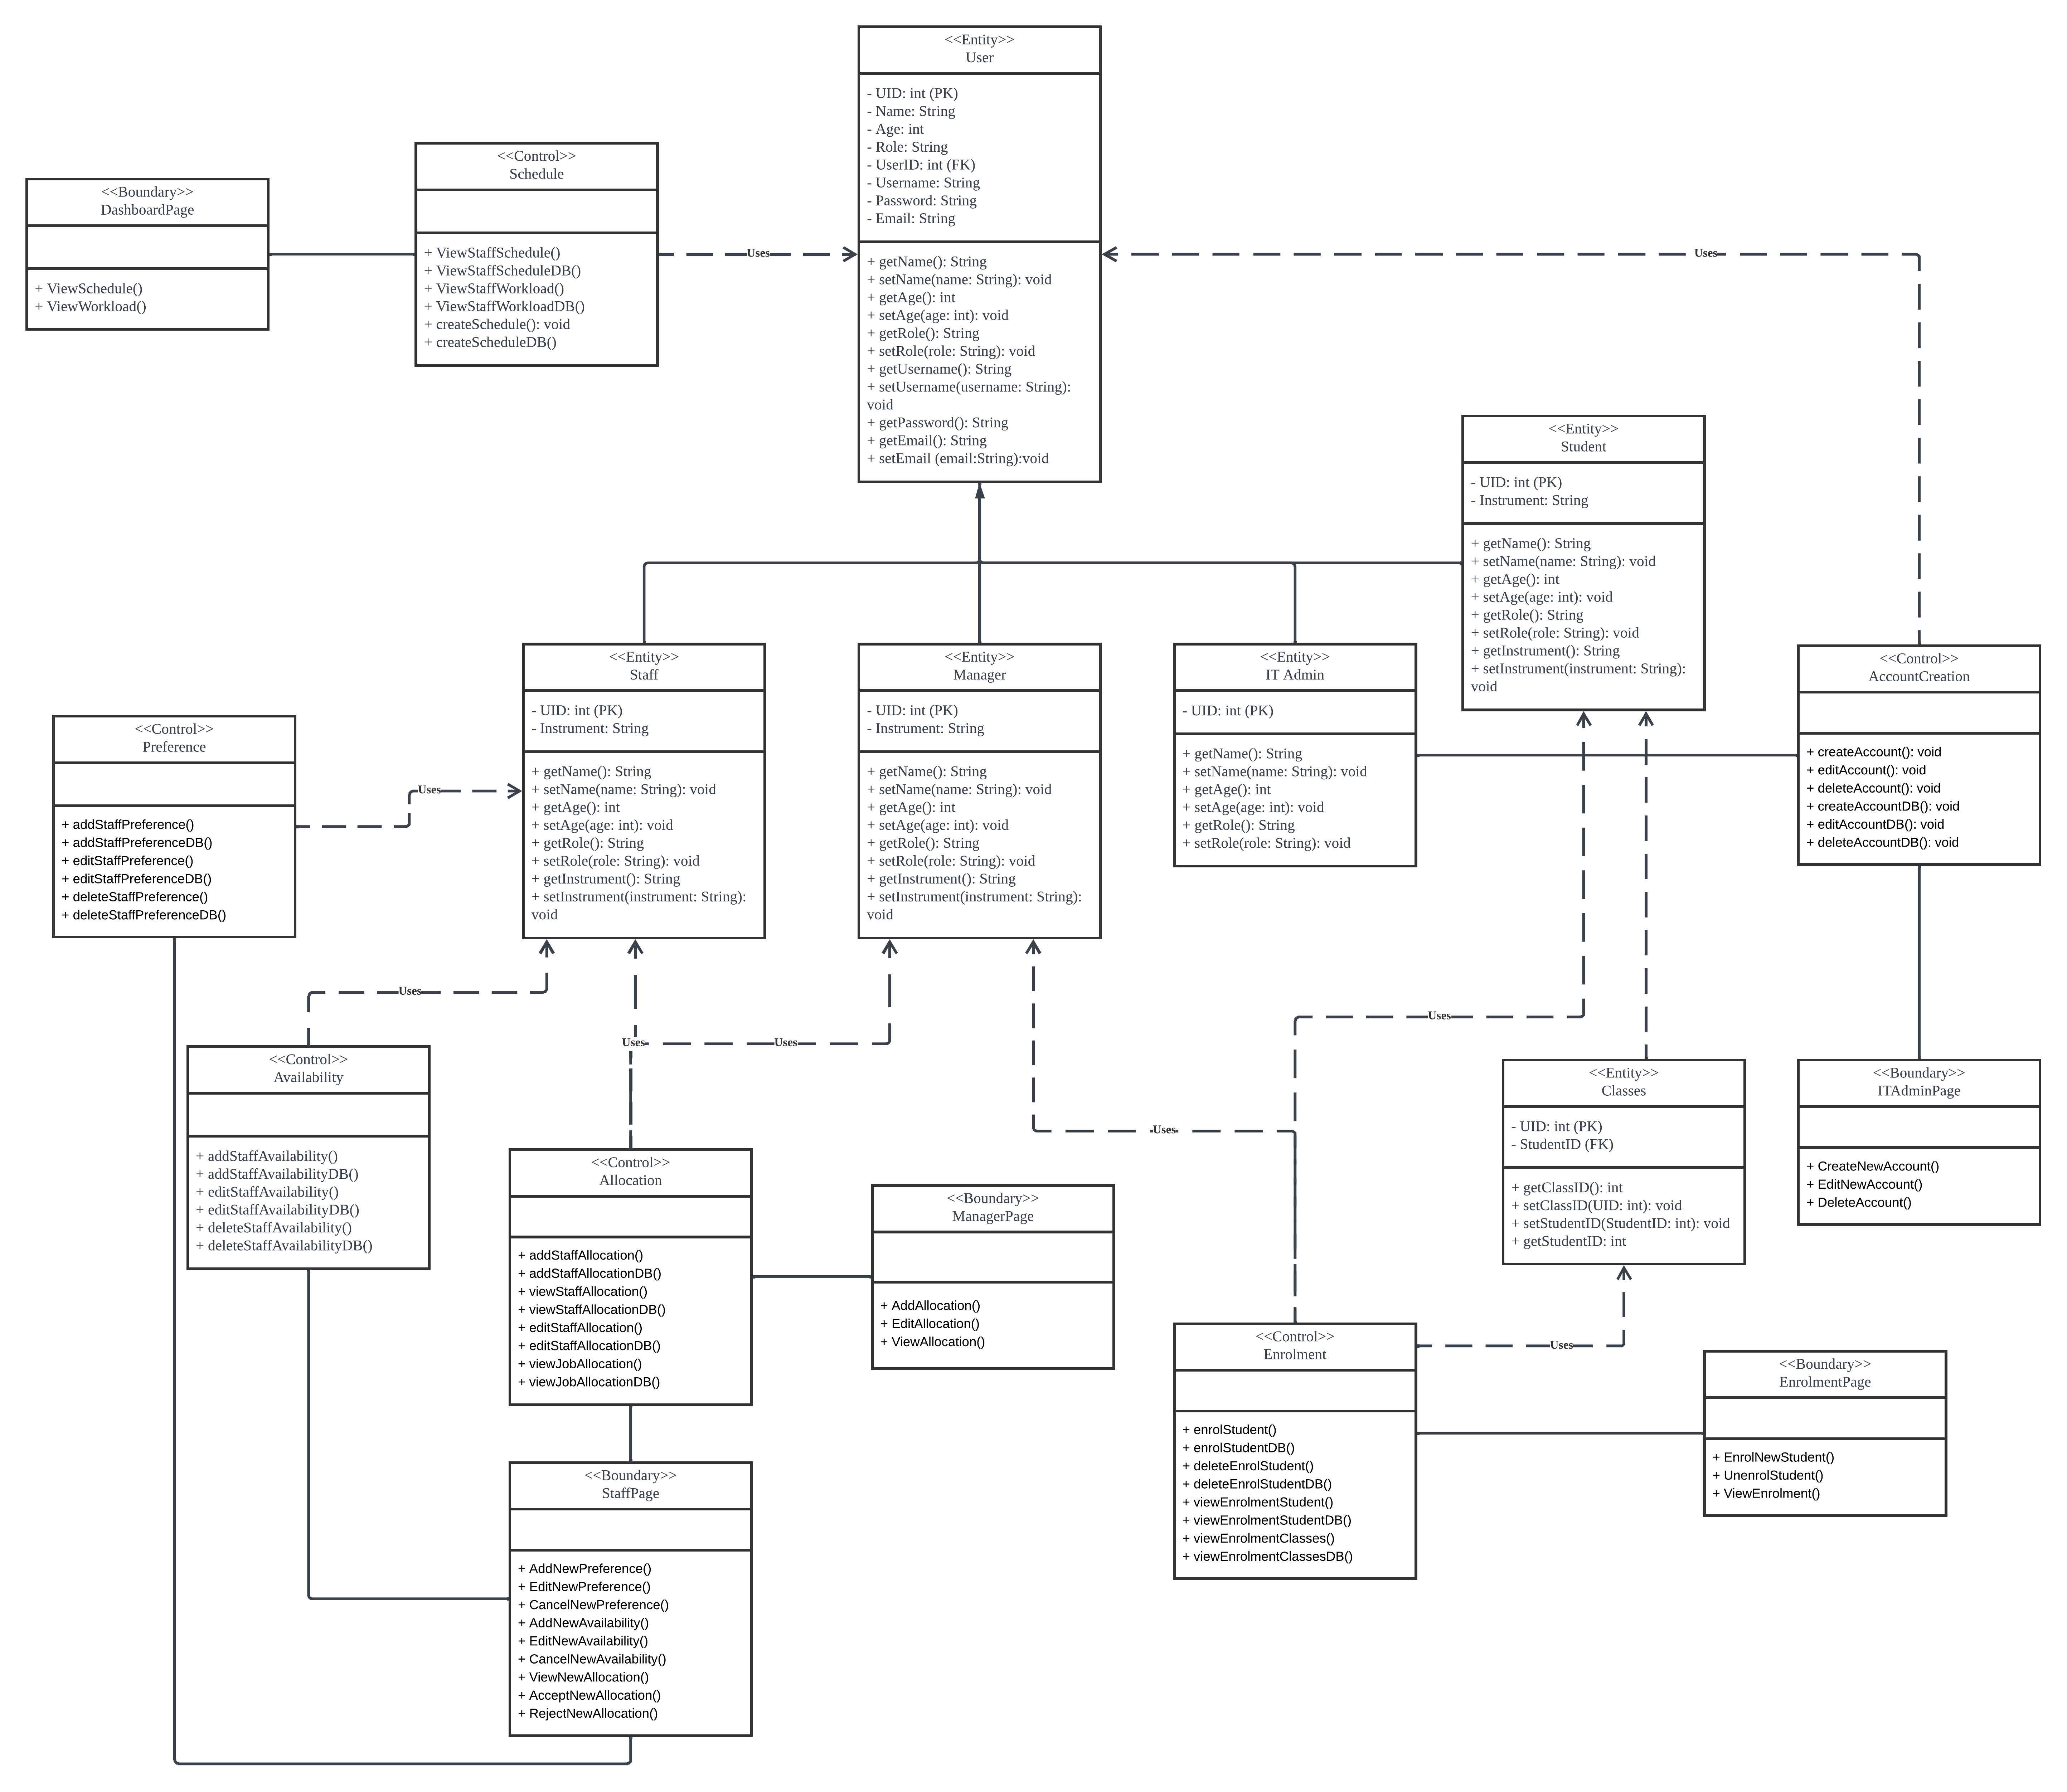 <<Entity>>
User
- UID: int (PK)
- Name: String
- Age: int
- Role: String
- UserID: int (FK)
- Username: String
- Password: String
- Email: String
+ getName(): String
+ setName(name: String): void
+ getAge(): int
+ setAge(age: int): void
+ getRole(): String
+ setRole(role: String): void
+ getUsername(): String
+ setUsername(username: String):
void
+ getPassword(): String
+ getEmail(): String
+ setEmail (email:String):void
<<Boundary>>
DashboardPage
+ ViewSchedule()
+ ViewWorkload()
<<Control>>
Schedule
+ ViewStaffSchedule()
+ ViewStaffScheduleDB()
+ ViewStaffWorkload()
+ ViewStaffWorkloadDB()
+ createSchedule(): void
+ createScheduleDB()
Uses
Uses
<<Entity>>
Student
- UID: int (PK)
- Instrument: String
+ getName(): String
+ setName(name: String): void
+ getAge(): int
+ setAge(age: int): void
+ getRole(): String
+ setRole(role: String): void
+ getInstrument(): String
+ setInstrument(instrument: String):
void
<<Control>>
Preference
+ addStaffPreference()
+ addStaffPreferenceDB()
+ editStaffPreference()
+ editStaffPreferenceDB()
+ deleteStaffPreference()
+ deleteStaffPreferenceDB()
Uses
<<Entity>>
Staff
- UID: int (PK)
- Instrument: String
+ getName(): String
+ setName(name: String): void
+ getAge(): int
+ setAge(age: int): void
+ getRole(): String
+ setRole(role: String): void
+ getInstrument(): String
+ setInstrument(instrument: String):
void
<<Entity>>
Manager
- UID: int (PK)
- Instrument: String
+ getName(): String
+ setName(name: String): void
+ getAge(): int
+ setAge(age: int): void
+ getRole(): String
+ setRole(role: String): void
+ getInstrument(): String
+ setInstrument(instrument: String):
void
<<Entity>>
IT Admin
- UID: int (PK)
+ getName(): String
+ setName(name: String): void
+ getAge(): int
+ setAge(age: int): void
+ getRole(): String
+ setRole(role: String): void
<<Control>>
AccountCreation
+ createAccount(): void
+ editAccount(): void
+ deleteAccount(): void
+ createAccountDB(): void
+ editAccountDB(): void
+ deleteAccountDB(): void
Uses
Uses
Uses
Uses
Uses
<<Control>>
Availability
+ addStaffAvailability()
+ addStaffAvailabilityDB()
+ editStaffAvailability()
+ editStaffAvailabilityDB()
+ deleteStaffAvailability()
+ deleteStaffAvailabilityDB()
<<Control>>
Allocation
+ addStaffAllocation()
+ addStaffAllocationDB()
+ viewStaffAllocation()
+ viewStaffAllocationDB()
+ editStaffAllocation()
+ editStaffAllocationDB()
+ viewJobAllocation()
+ viewJobAllocationDB()
<<Boundary>>
ManagerPage
+ AddAllocation()
+ EditAllocation()
+ ViewAllocation()
<<Entity>>
Classes
- UID: int (PK)
- StudentID (FK)
+ getClassID(): int
+ setClassID(UID: int): void
+ setStudentID(StudentID: int): void
+ getStudentID: int
<<Boundary>>
ITAdminPage
+ CreateNewAccount()
+ EditNewAccount()
+ DeleteAccount()
<<Control>>
Enrolment
+ enrolStudent()
+ enrolStudentDB()
+ deleteEnrolStudent()
+ deleteEnrolStudentDB()
+ viewEnrolmentStudent()
+ viewEnrolmentStudentDB()
+ viewEnrolmentClasses()
+ viewEnrolmentClassesDB()
Uses
<<Boundary>>
EnrolmentPage
+ EnrolNewStudent()
+ UnenrolStudent()
+ ViewEnrolment()
<<Boundary>>
StaffPage
+ AddNewPreference()
+ EditNewPreference()
+ CancelNewPreference()
+ AddNewAvailability()
+ EditNewAvailability()
+ CancelNewAvailability()
+ ViewNewAllocation()
+ AcceptNewAllocation()
+ RejectNewAllocation()